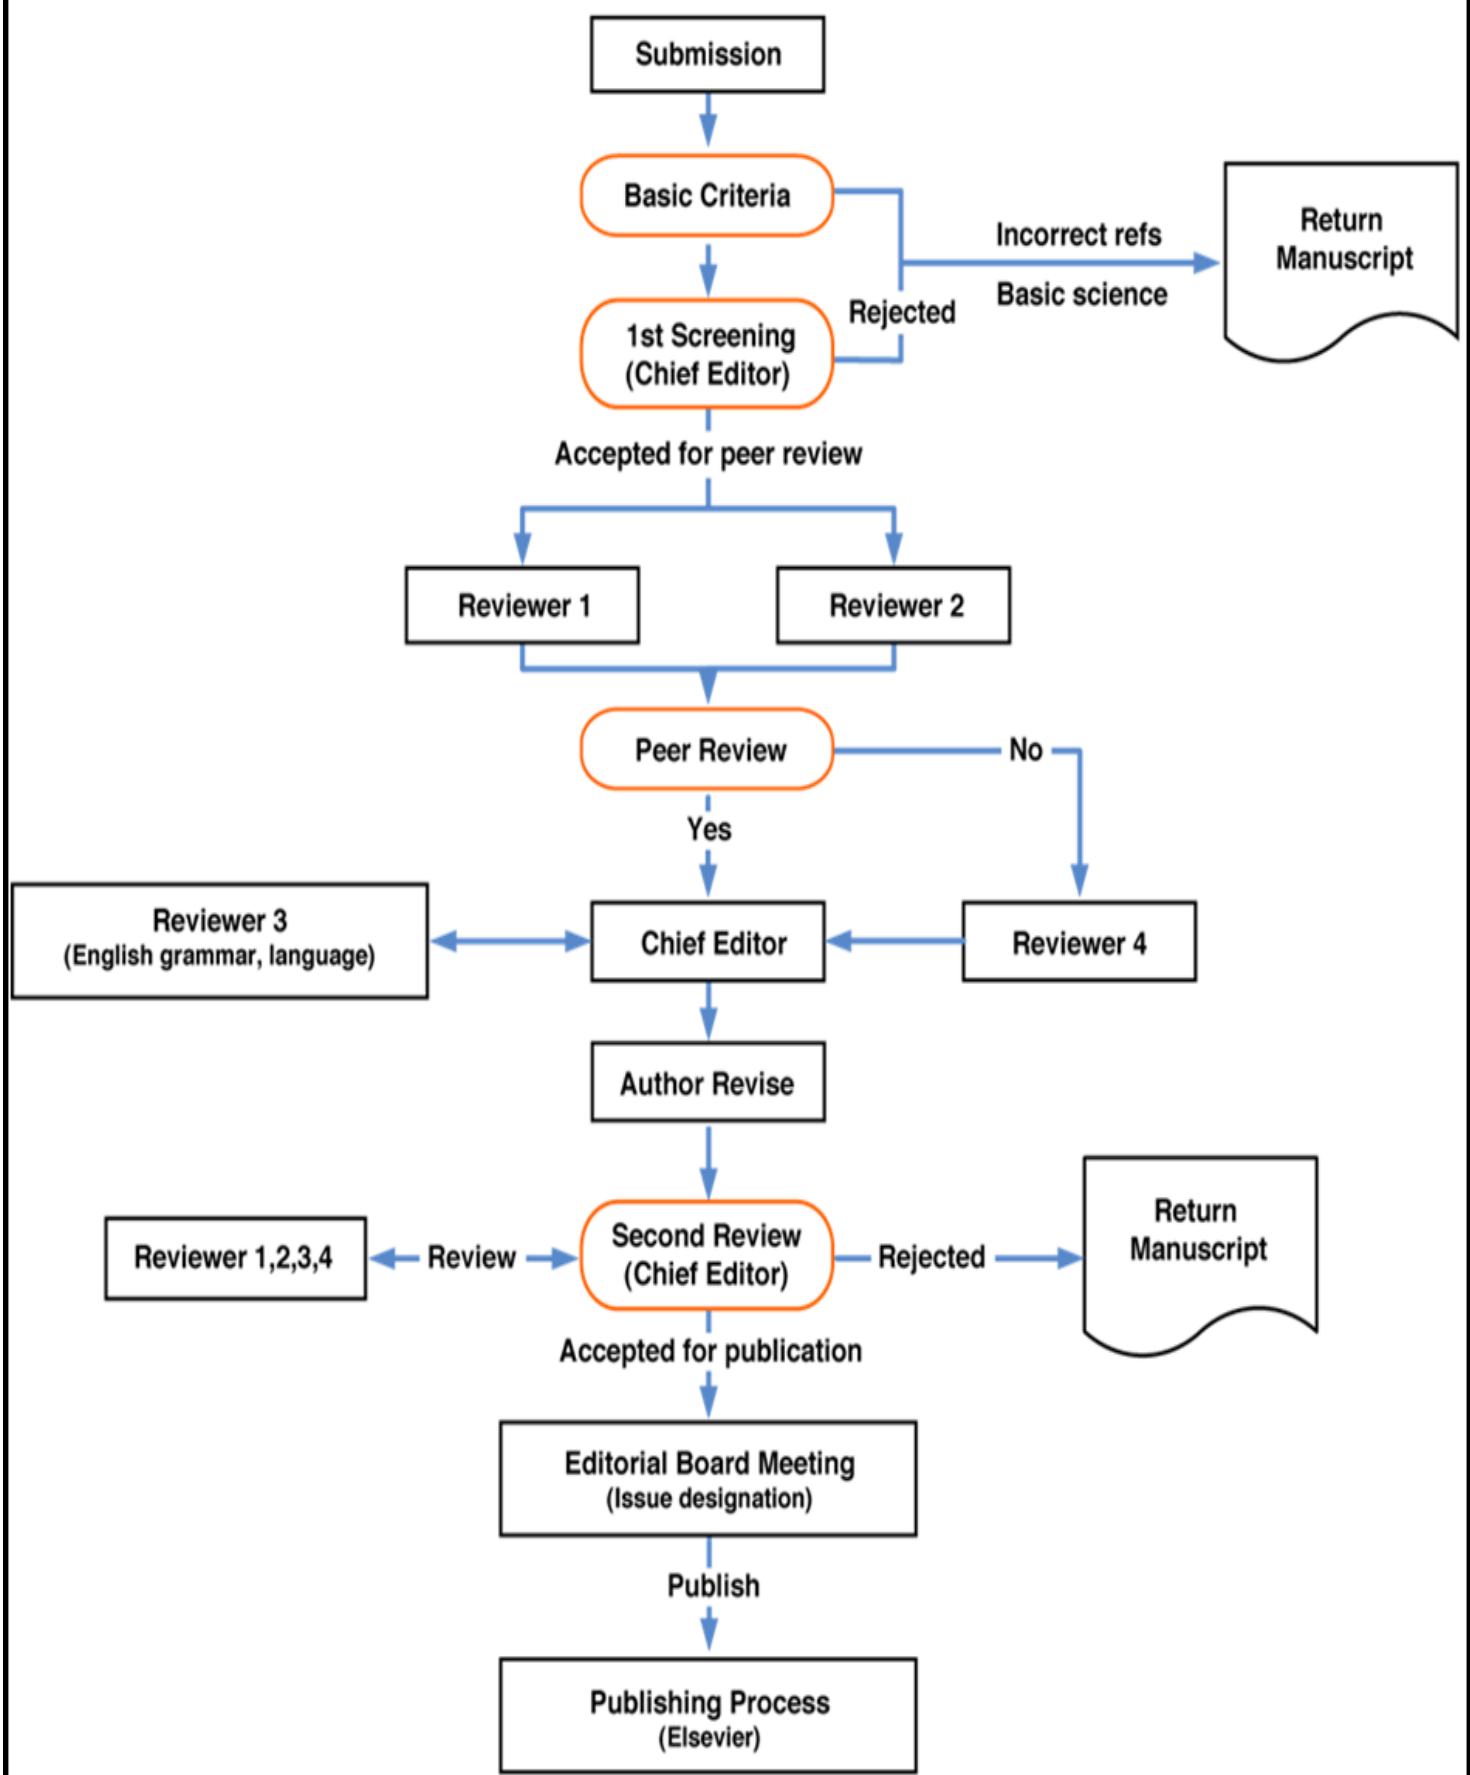 Submission
Basic Criteria
Incorrect refs
Basic science
Return
Manuscript
Rejected
1st Screening
(Chief Editor)
Accepted for peer review
Reviewer 1
Reviewer 2
Peer Review
No
Yes
Reviewer 3
(English grammar, language)
Chief Editor
Reviewer 4
Author Revise
Reviewer 1,2,3,4
Review
Second Review
(Chief Editor)
Rejected
Return
Manuscript
Accepted for publication
Editorial Board Meeting
(Issue designation)
Publish
Publishing Process
(Elsevier)